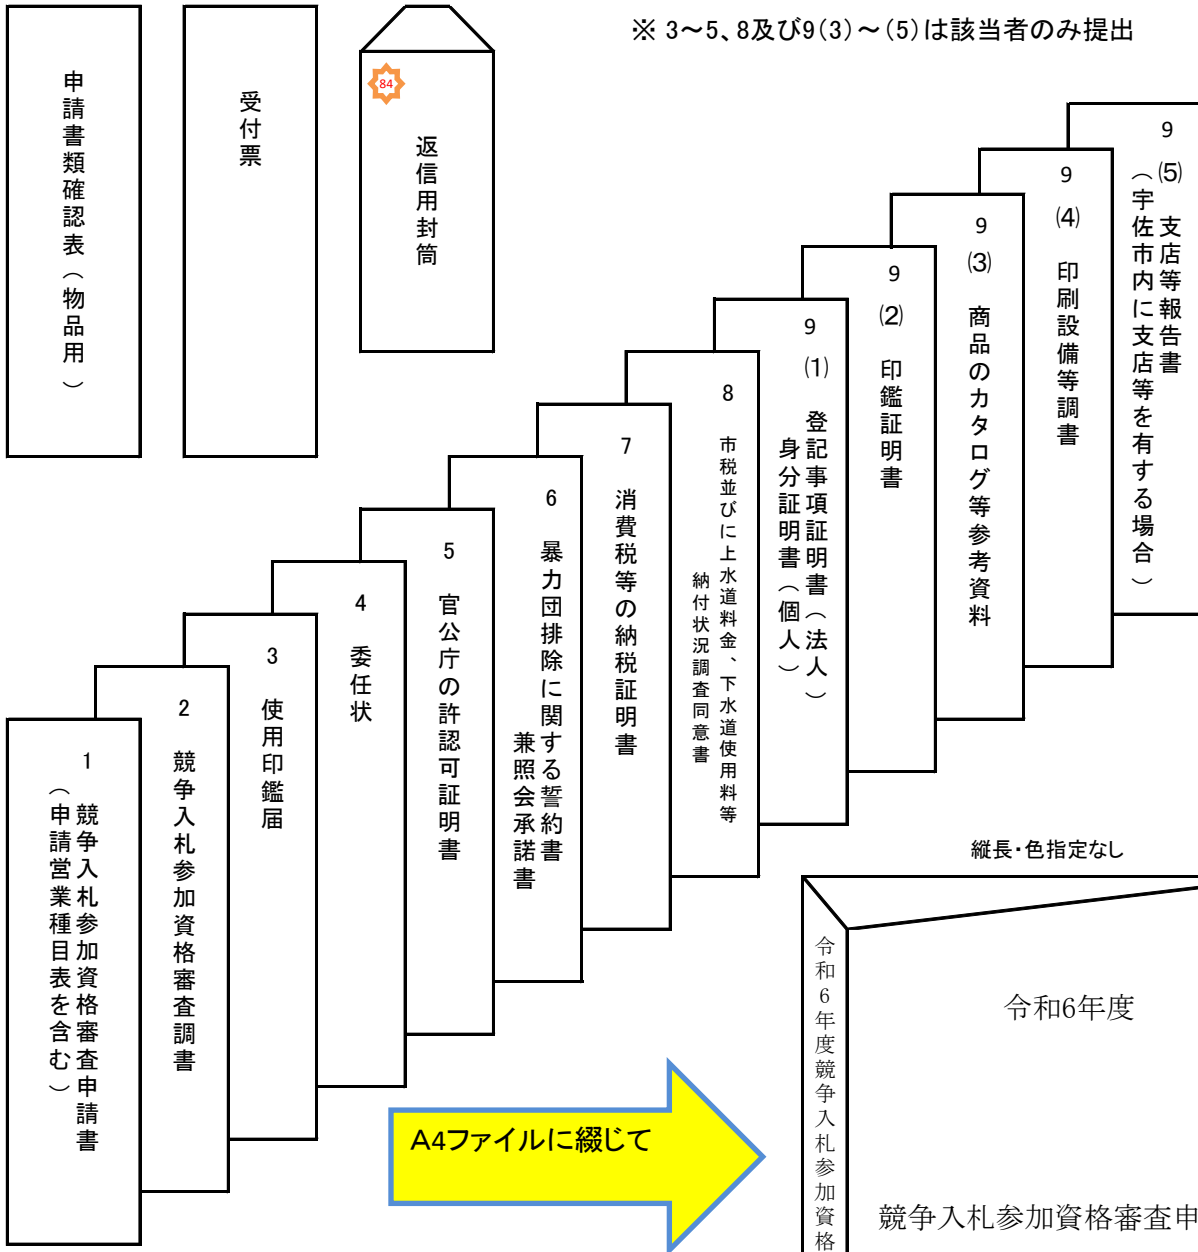 ※ 3～5、8及び9(3)～(5)は該当者のみ提出
申請書類確認表（物品用）
受付票
84
返信用封筒
1 競争入札参加資格審査申請書
（申請営業種目表を含む）
2 競争入札参加資格審査調書
3 使用印鑑届
4 委任状
5 官公庁の許認可証明書
6 暴力団排除に関する誓約書
兼照会承諾書
7 消費税等の納税証明書
8 市税並びに上水道料金、下水道使用料等
納付状況調査同意書
9 (1) 登記事項証明書（法人）
身分証明書（個人）
9 (2) 印鑑証明書
9 (3) 商品のカタログ等参考資料
9 (4) 印刷設備等調書
9 (5) 支店等報告書
（宇佐市内に支店等を有する場合）
A4ファイルに綴じて
縦長・色指定なし
令和6年度競争入札参加資格
令和6年度
競争入札参加資格審査申